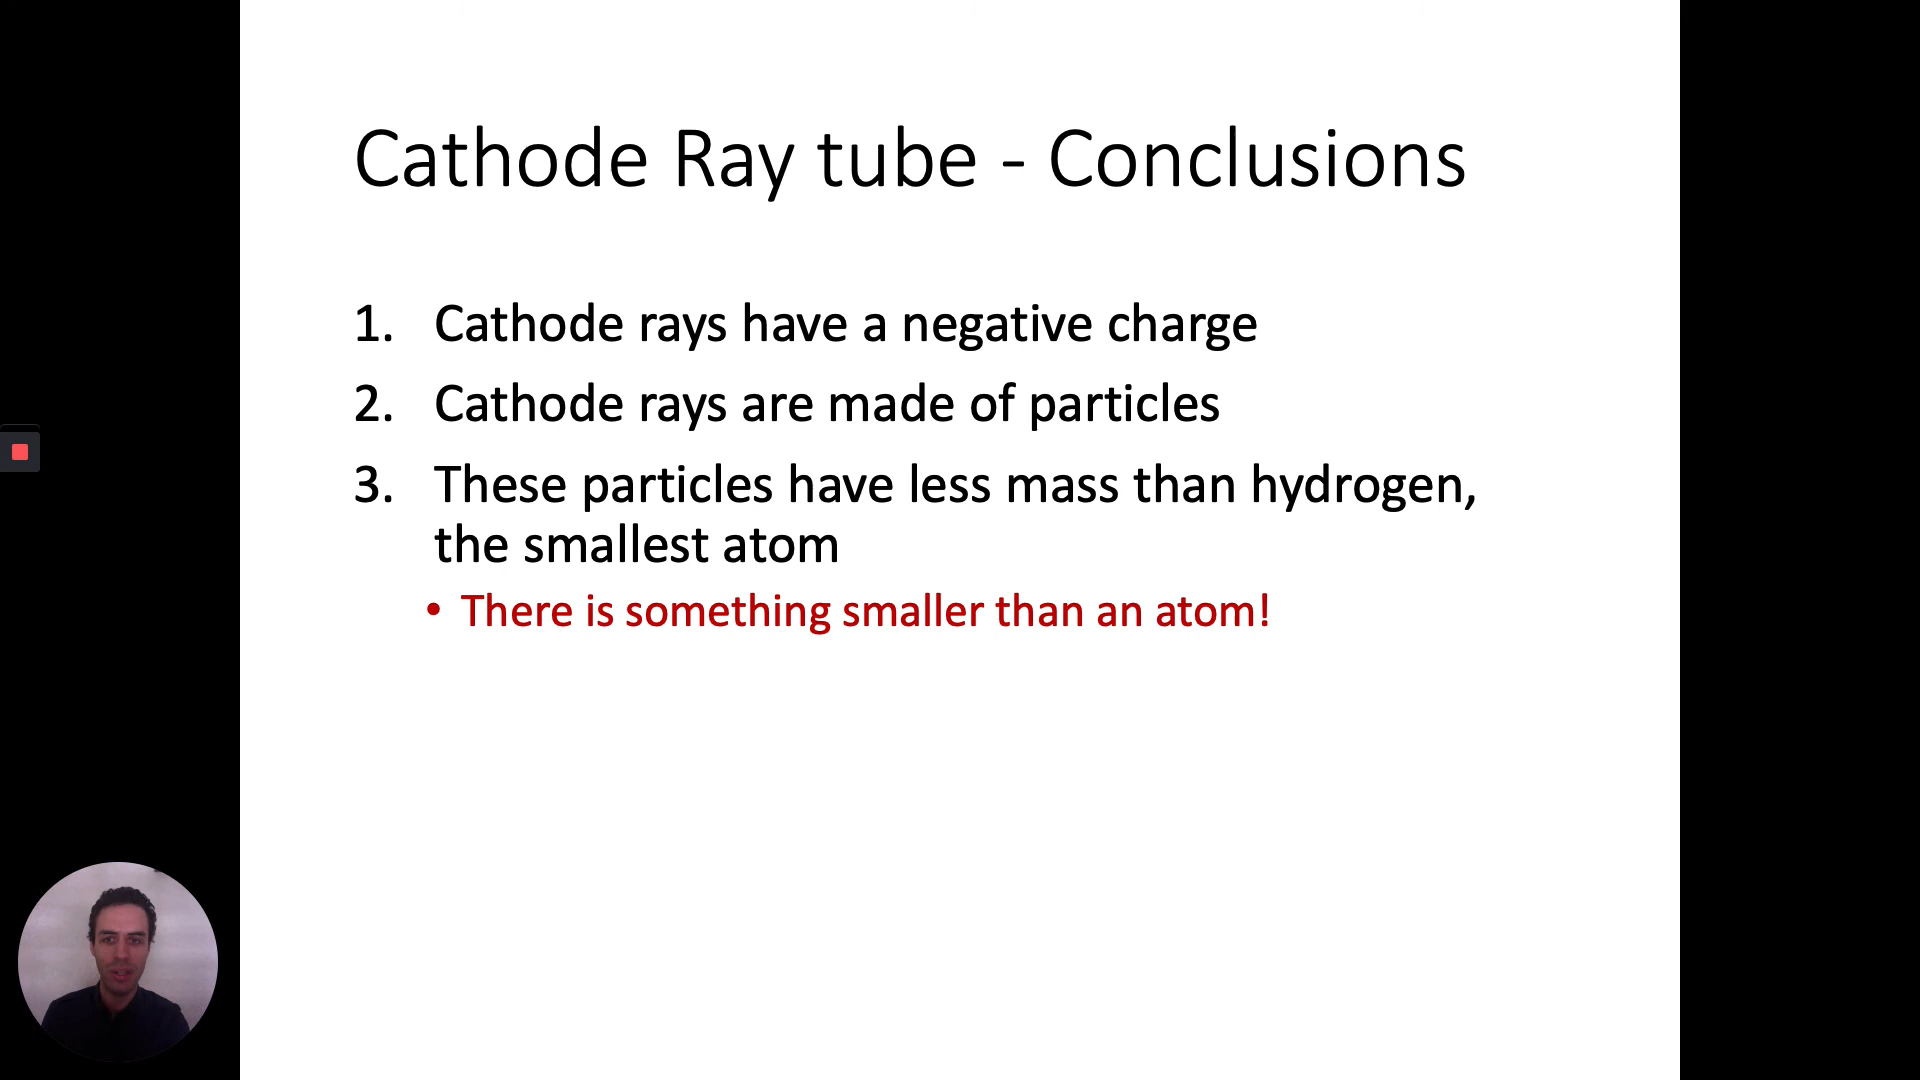 Cathode Ray tube - Conclusions
1. Cathode rays have a negative charge
2. Cathode rays are made of particles
3. These particles have less mass than hydrogen,
the smallest atom
• There is something smaller than an atom!